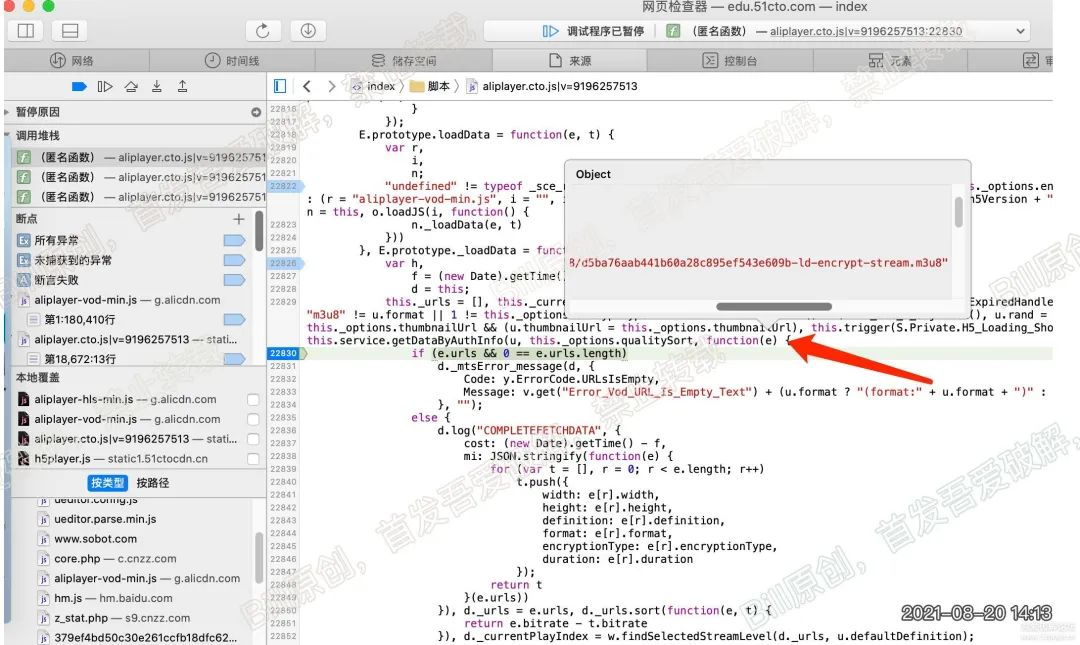 网页检查器 — edu.51cto.com — index
调试程序已暂停 f (匿名函数) — aliplayer.cto.js|v=9196257513:22830
网络 时间线 储存空间 来源 控制台 元素
index 〉 脚本 〉 aliplayer.cto.js|v=9196257513
暂停原因
调用堆栈
f (匿名函数) — aliplayer.cto.js|v=919625751
f (匿名函数) — aliplayer.cto.js|v=919625751
f (匿名函数) — aliplayer.cto.js|v=919625751
断点
Ex 所有异常
Ex 未捕获到的异常
断言失败
js aliplayer-vod-min.js — g.alicdn.com
第1:180,410行
js aliplayer.cto.js|v=9196257513 — stati...
第18,672:13行
本地覆盖
aliplayer-hls-min.js — g.alicdn.com
aliplayer-vod-min.js — g.alicdn.com
aliplayer.cto.js|v=9196257513 — stati...
h5player.js — static1.51ctocdn.cn
按类型 按路径
js ueditor.config.js
js ueditor.parse.min.js
js www.sobot.com
js core.php — c.cnzz.com
js aliplayer-vod-min.js — g.alicdn.com
js hm.js — hm.baidu.com
js z_stat.php — s9.cnzz.com
js 379ef4bd50c30e261ccfb18dfc62...
22816 }
22817 });
22818 E.prototype.loadData = function(e, t) {
22819 var r,
22820 i,
22821 n;
22822 "undefined" != typeof _sce_r s._options.en
: (r = "aliplayer-vod-min.js", i = "", i h5Version + "
n = this, o.loadJS(i, function() {
22823 n._loadData(e, t)
22824 }))
22825 }, E.prototype._loadData = func
22826 var h,
22827 f = (new Date).getTime(
22828 d = this;
22829 this._urls = [], this._curre ExpiredHandle
"m3u8" != u.format || 1 != this. u.rand =
this._options.thumbnailUrl && (u.thumbnailUrl = this._options.thumbnailUrl), this.trigger(S.Private.H5_Loading_Sho
this.service.getDataByAuthInfo(u, this._options.qualitySort, function(e) {
22830 if (e.urls && 0 == e.urls.length)
22831 d._mtsError_message(d, {
22832 Code: y.ErrorCode.URLsIsEmpty,
22833 Message: v.get("Error_Vod_URL_Is_Empty_Text") + (u.format ? "(format:" + u.format + ")" :
22834 }, "");
22835 else {
22836 d.log("COMPLETEFETCHDATA", {
22837 cost: (new Date).getTime() - f,
22838 mi: JSON.stringify(function(e) {
22839 for (var t = [], r = 0; r < e.length; r++)
22840 t.push({
22841 width: e[r].width,
22842 height: e[r].height,
22843 definition: e[r].definition,
22844 format: e[r].format,
22845 encryptionType: e[r].encryptionType,
22846 duration: e[r].duration
22847 });
22848 return t
22849 }(e.urls))
22850 }), d._urls = e.urls, d._urls.sort(function(e, t) {
22851 return e.bitrate - t.bitrate
22852 }), d._currentPlayIndex = w.findSelectedStreamLevel(d._urls, u.defaultDefinition);
Object
8/d5ba76aab441b60a28c895ef543e609b-ld-encrypt-stream.m3u8"
Bill原创，首发吾爱破解，禁止转载
2021-08-20 14:13